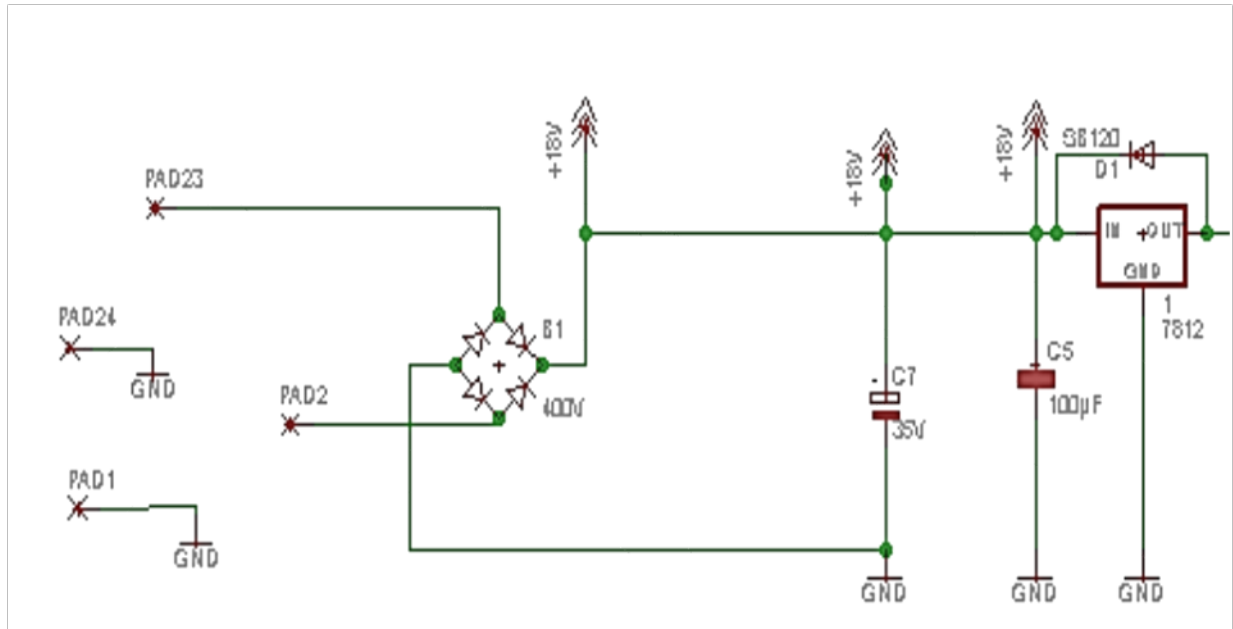 +18V
+18V
+18V
SB120
D1
PAD23
IN
OUT
GND
1
7812
PAD24
GND
B1
400V
PAD2
C7
35V
C5
100µF
PAD1
GND
GND
GND
GND